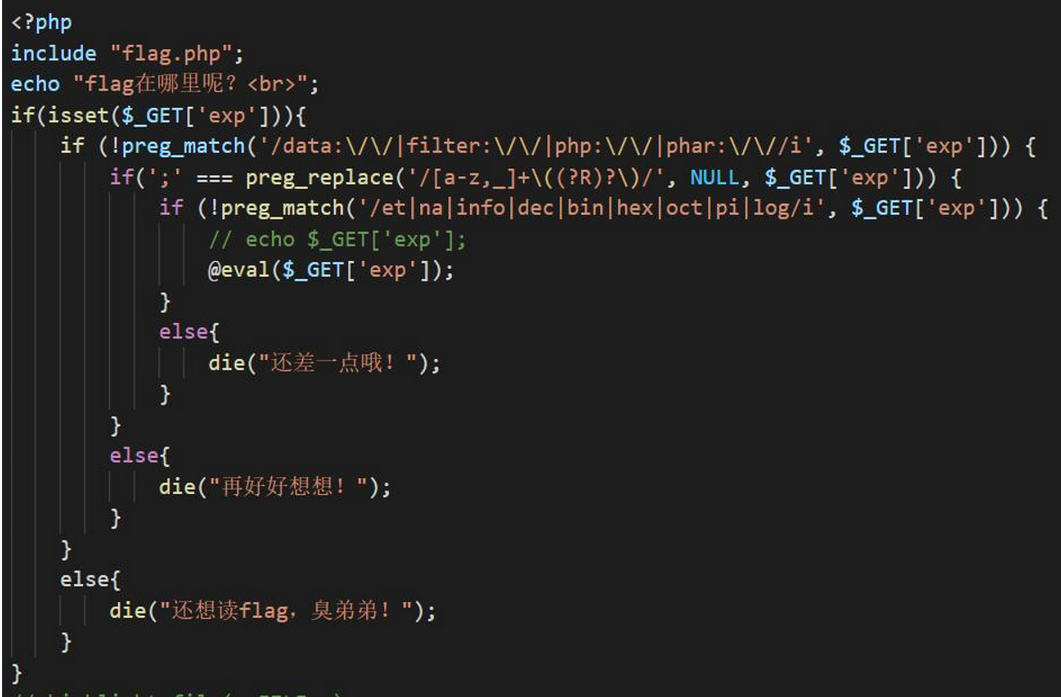 <?php
include "flag.php";
echo "flag在哪里呢？<br>";
if(isset($_GET['exp'])){
if (!preg_match('/data:\/\/|filter:\/\/|php:\/\/|phar:\/\//i', $_GET['exp'])) {
if(';' === preg_replace('/[a-z,_]+\((?R)?\)/', NULL, $_GET['exp'])) {
if (!preg_match('/et|na|info|dec|bin|hex|oct|pi|log/i', $_GET['exp'])) {
// echo $_GET['exp'];
@eval($_GET['exp']);
}
else{
die("还差一点哦！");
}
}
else{
die("再好好想想！");
}
}
else{
die("还想读flag，臭弟弟！");
}
}